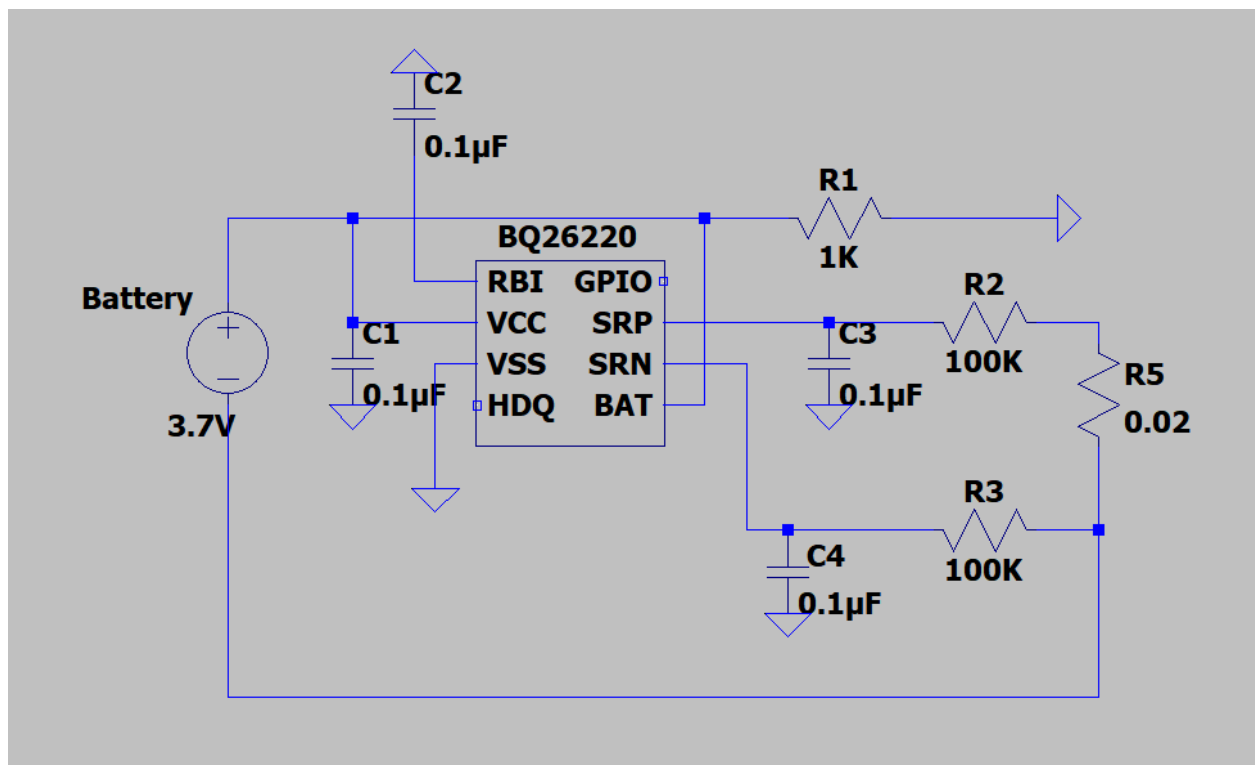 C2
0.1µF
R1
1K
BQ26220
RBI GPIO
VCC SRP
VSS SRN
HDQ BAT
Battery
3.7V
C1
0.1µF
C3
0.1µF
R2
100K
R5
0.02
R3
100K
C4
0.1µF